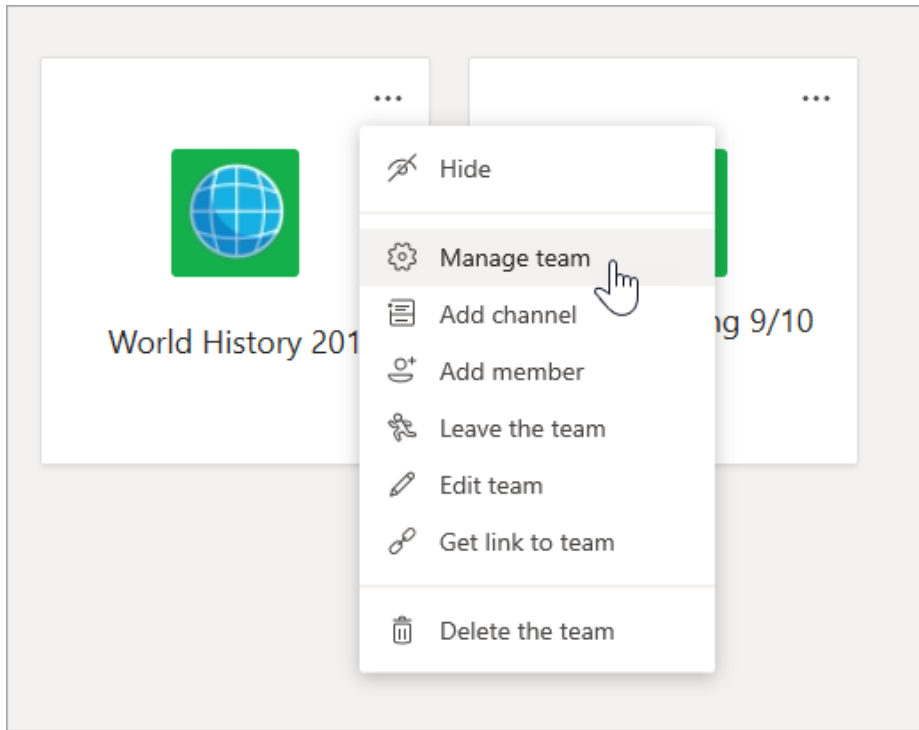 Hide
Manage team
Add channel
Add member
Leave the team
Edit team
Get link to team
Delete the team
World History 201
9/10